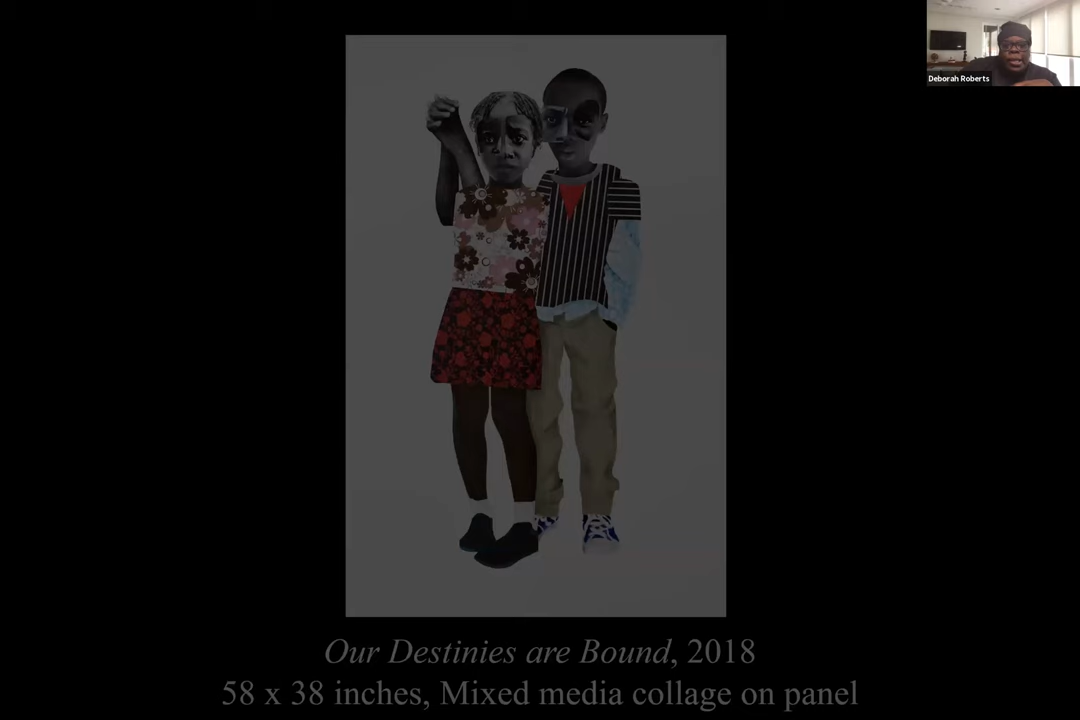 Deborah Roberts
Our Destinies are Bound, 2018
58 x 38 inches, Mixed media collage on panel